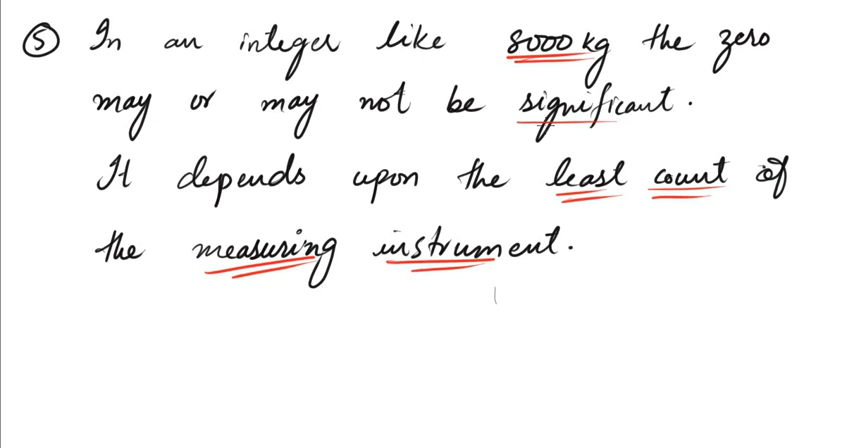 ⑤ In an integer like 8000 kg the zero
may or may not be significant.
It depends upon the least count of
the measuring instrument.